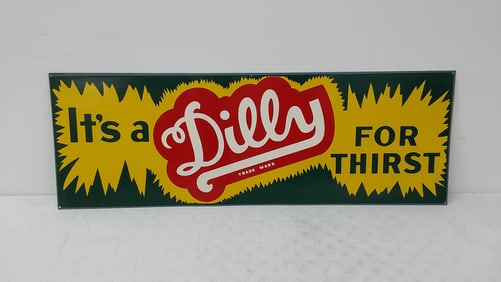 It's a
Dilly
TRADE MARK
FOR
THIRST